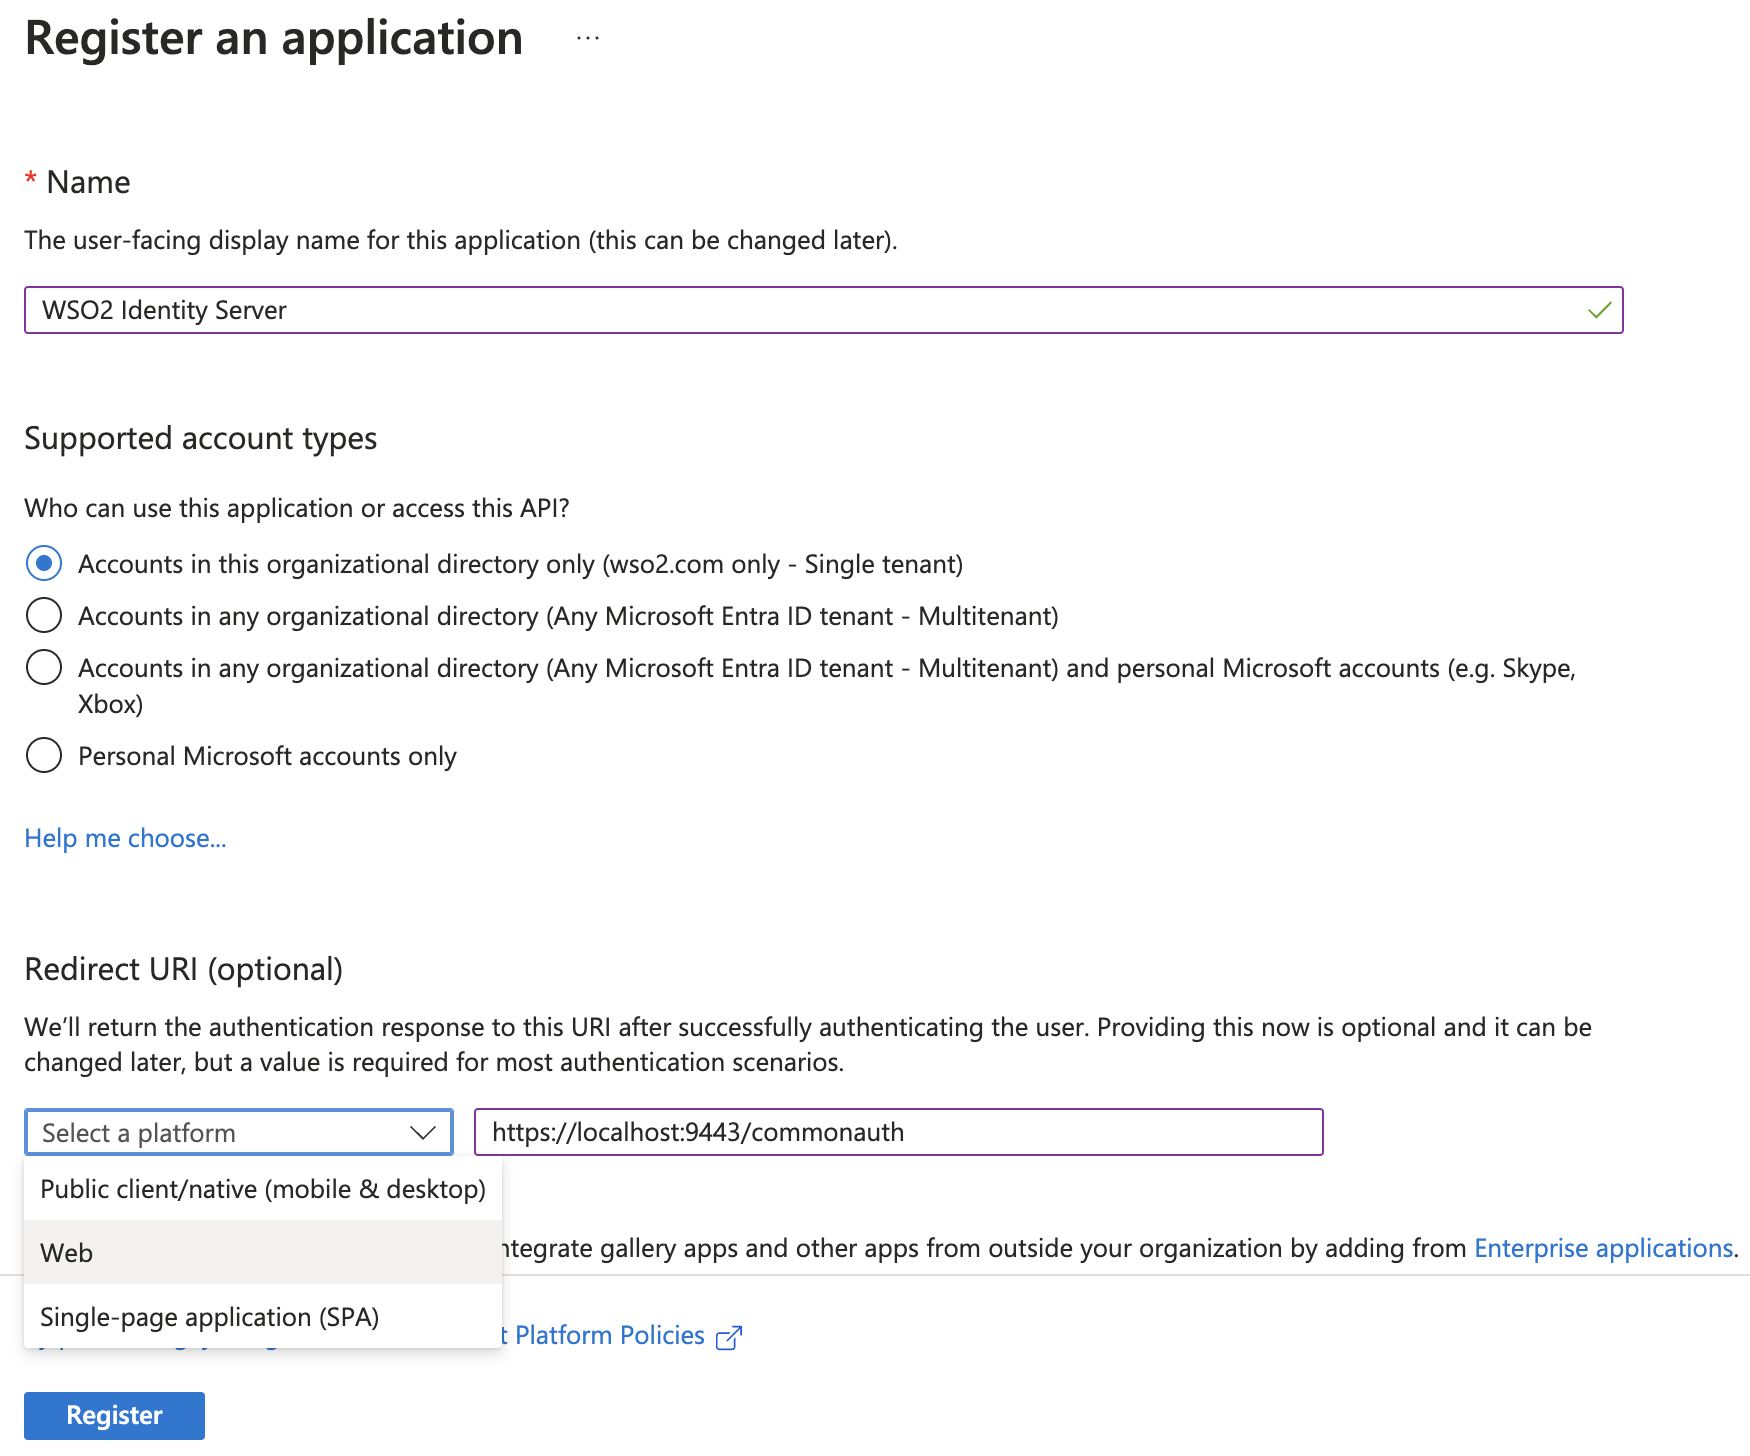 Register an application ...
* Name
The user-facing display name for this application (this can be changed later).
WSO2 Identity Server
Supported account types
Who can use this application or access this API?
Accounts in this organizational directory only (wso2.com only - Single tenant)
Accounts in any organizational directory (Any Microsoft Entra ID tenant - Multitenant)
Accounts in any organizational directory (Any Microsoft Entra ID tenant - Multitenant) and personal Microsoft accounts (e.g. Skype,
Xbox)
Personal Microsoft accounts only
Help me choose...
Redirect URI (optional)
We'll return the authentication response to this URI after successfully authenticating the user. Providing this now is optional and it can be
changed later, but a value is required for most authentication scenarios.
Select a platform https://localhost:9443/commonauth
Public client/native (mobile & desktop)
Web
ntegrate gallery apps and other apps from outside your organization by adding from Enterprise applications.
Single-page application (SPA)
t Platform Policies
Register